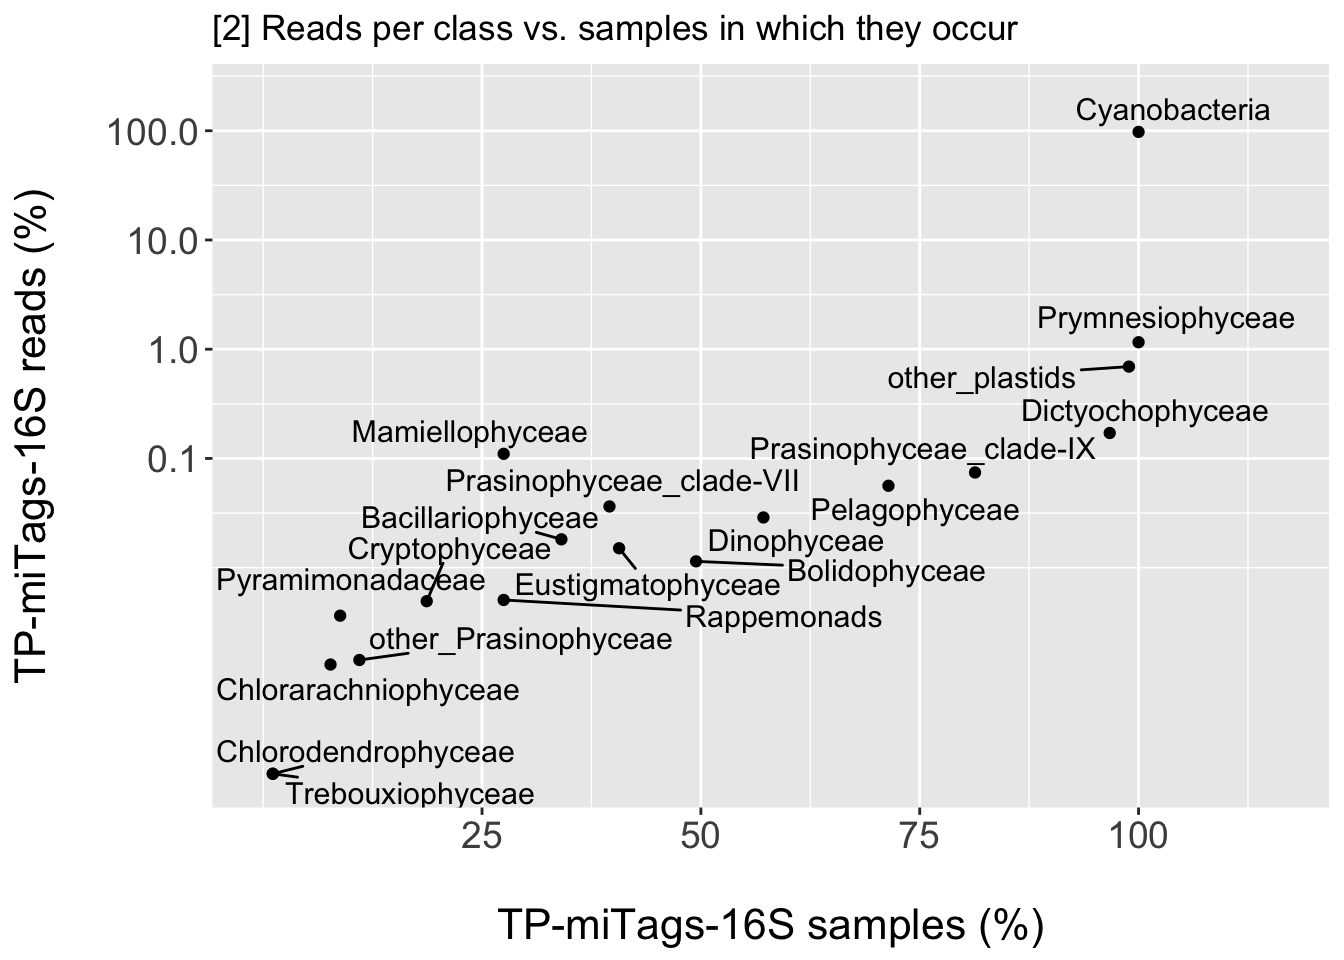 [2] Reads per class vs. samples in which they occur
TP-miTags-16S reads (%)
100.0
10.0
1.0
0.1
Cyanobacteria
Prymnesiophyceae
other_plastids
Dictyochophyceae
Mamiellophyceae
Prasinophyceae_clade-IX
Prasinophyceae_clade-VII
Pelagophyceae
Bacillariophyceae
Dinophyceae
Cryptophyceae
Bolidophyceae
Pyramimonadaceae
Eustigmatophyceae
Rappemonads
other_Prasinophyceae
Chlorarachniophyceae
Chlorodendrophyceae
Trebouxiophyceae
25
50
75
100
TP-miTags-16S samples (%)